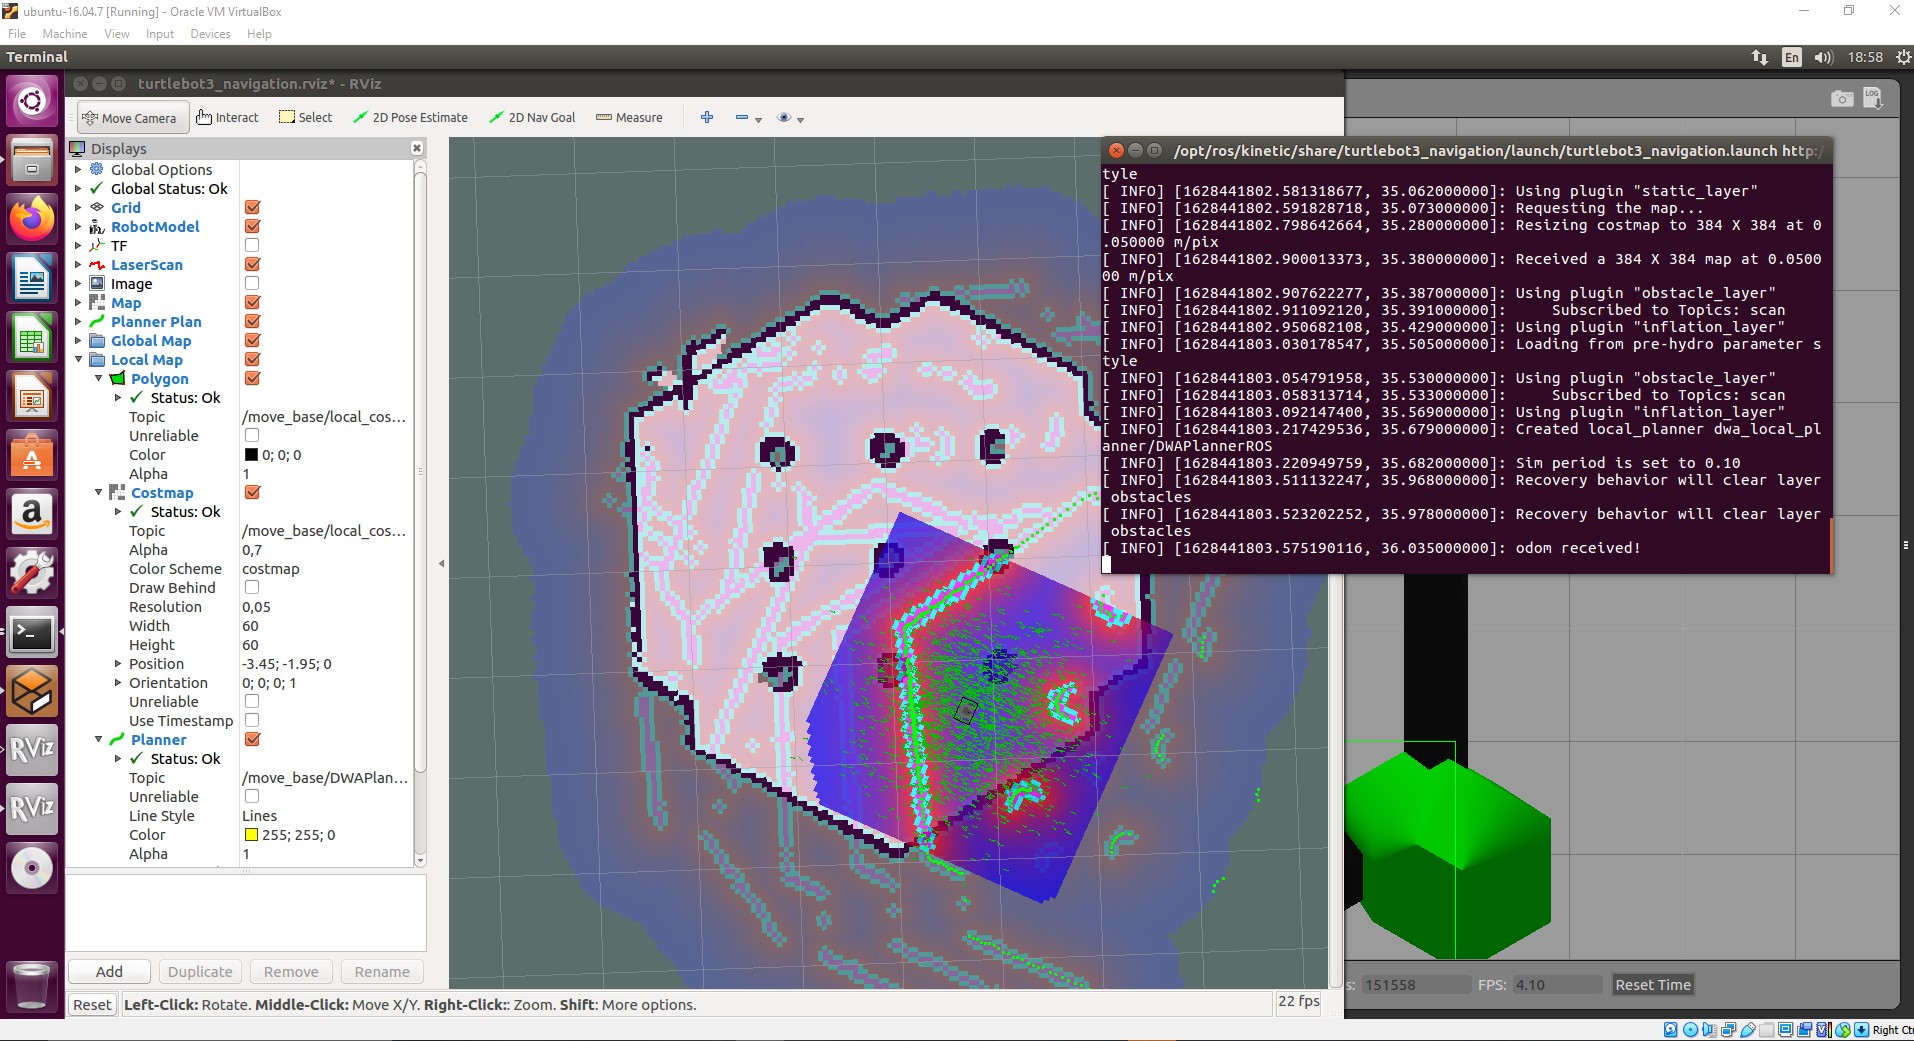 ubuntu-16.04.7 [Running] - Oracle VM VirtualBox
File Machine View Input Devices Help
Terminal
En
18:58
turtlebot3_navigation.rviz* - RViz
Move Camera Interact Select 2D Pose Estimate 2D Nav Goal Measure
LOG
Displays
Global Options
Global Status: Ok
Grid
RobotModel
TF
LaserScan
Image
Map
Planner Plan
Global Map
Local Map
Polygon
Status: Ok
Topic /move_base/local_cos...
Unreliable
Color 0; 0; 0
Alpha 1
Costmap
Status: Ok
Topic /move_base/local_cos...
Alpha 0,7
Color Scheme costmap
Draw Behind
Resolution 0,05
Width 60
Height 60
Position -3.45; -1.95; 0
Orientation 0; 0; 0; 1
Unreliable
Use Timestamp
Planner
Status: Ok
Topic /move_base/DWAPlan...
Unreliable
Line Style Lines
Color 255; 255; 0
Alpha 1
Add Duplicate Remove Rename
Reset Left-Click: Rotate. Middle-Click: Move X/Y. Right-Click:: Zoom. Shift: More options.
22 fps
/opt/ros/kinetic/share/turtlebot3_navigation/launch/turtlebot3_navigation.launch http:/
tyle
[ INFO] [1628441802.581318677, 35.062000000]: Using plugin "static_layer"
[ INFO] [1628441802.591828718, 35.073000000]: Requesting the map...
[ INFO] [1628441802.798642664, 35.280000000]: Resizing costmap to 384 X 384 at 0
.050000 m/pix
[ INFO] [1628441802.900013373, 35.380000000]: Received a 384 X 384 map at 0.0500
00 m/pix
[ INFO] [1628441802.907622277, 35.387000000]: Using plugin "obstacle_layer"
[ INFO] [1628441802.911092120, 35.391000000]:     Subscribed to Topics: scan
[ INFO] [1628441802.950682108, 35.429000000]: Using plugin "inflation_layer"
[ INFO] [1628441803.030178547, 35.505000000]: Loading from pre-hydro parameter s
tyle
[ INFO] [1628441803.054791958, 35.530000000]: Using plugin "obstacle_layer"
[ INFO] [1628441803.058313714, 35.533000000]:     Subscribed to Topics: scan
[ INFO] [1628441803.092147400, 35.569000000]: Using plugin "inflation_layer"
[ INFO] [1628441803.217429536, 35.679000000]: Created local_planner dwa_local_pl
anner/DWAPlannerROS
[ INFO] [1628441803.220949759, 35.682000000]: Sim period is set to 0.10
[ INFO] [1628441803.511132247, 35.968000000]: Recovery behavior will clear layer
 obstacles
[ INFO] [1628441803.523202252, 35.978000000]: Recovery behavior will clear layer
 obstacles
[ INFO] [1628441803.575190116, 36.035000000]: odom received!
RViz
RViz
s: 151558 FPS: 4.10 Reset Time
Right Ctr